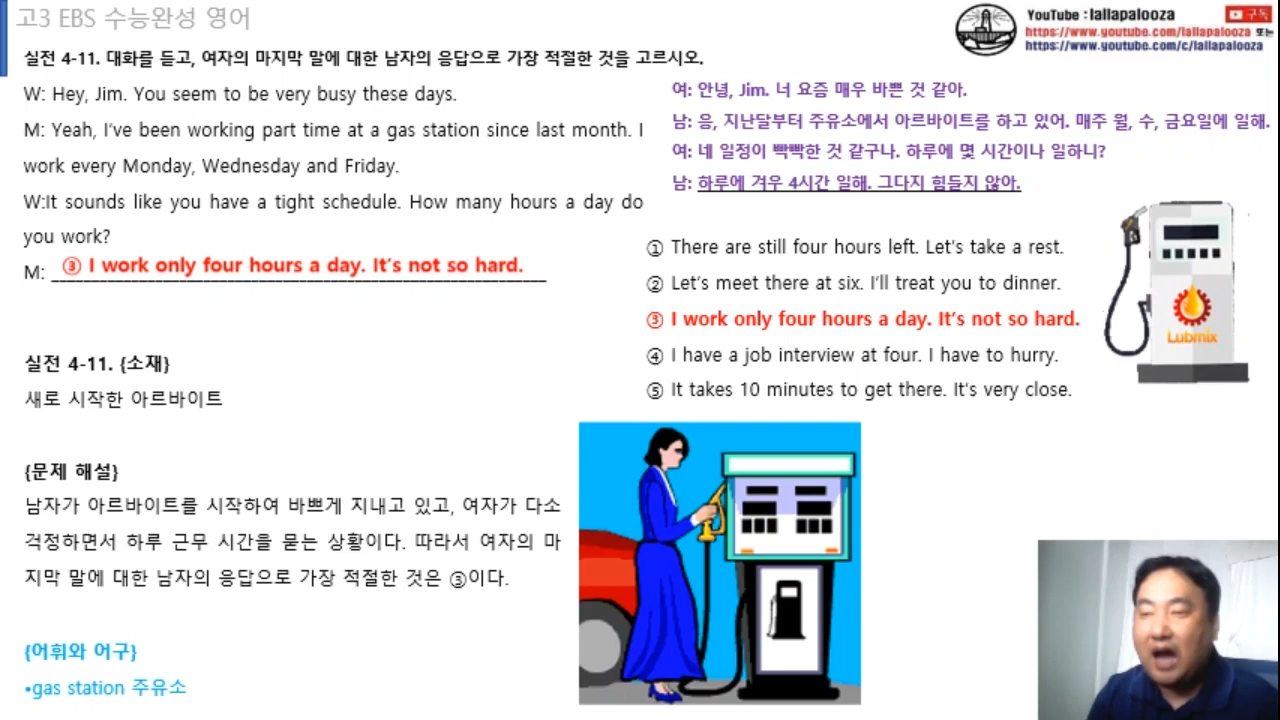 고3 EBS 수능완성 영어
YouTube : lallapalooza
구독
https://www.youtube.com/lallapalooza 또는
https://www.youtube.com/c/lallapalooza
실전 4-11. 대화를 듣고, 여자의 마지막 말에 대한 남자의 응답으로 가장 적절한 것을 고르시오.
W: Hey, Jim. You seem to be very busy these days.
M: Yeah, I’ve been working part time at a gas station since last month. I
work every Monday, Wednesday and Friday.
W:It sounds like you have a tight schedule. How many hours a day do
you work?
M: ③ I work only four hours a day. It’s not so hard.
여: 안녕, Jim. 너 요즘 매우 바쁜 것 같아.
남: 응, 지난달부터 주유소에서 아르바이트를 하고 있어. 매주 월, 수, 금요일에 일해.
여: 네 일정이 빡빡한 것 같구나. 하루에 몇 시간이나 일하니?
남: 하루에 겨우 4시간 일해. 그다지 힘들지 않아.
① There are still four hours left. Let’s take a rest.
② Let’s meet there at six. I’ll treat you to dinner.
③ I work only four hours a day. It’s not so hard.
④ I have a job interview at four. I have to hurry.
⑤ It takes 10 minutes to get there. It’s very close.
Lubmix
실전 4-11. {소재}
새로 시작한 아르바이트
{문제 해설}
남자가 아르바이트를 시작하여 바쁘게 지내고 있고, 여자가 다소
걱정하면서 하루 근무 시간을 묻는 상황이다. 따라서 여자의 마
지막 말에 대한 남자의 응답으로 가장 적절한 것은 ③이다.
{어휘와 어구}
•gas station 주유소